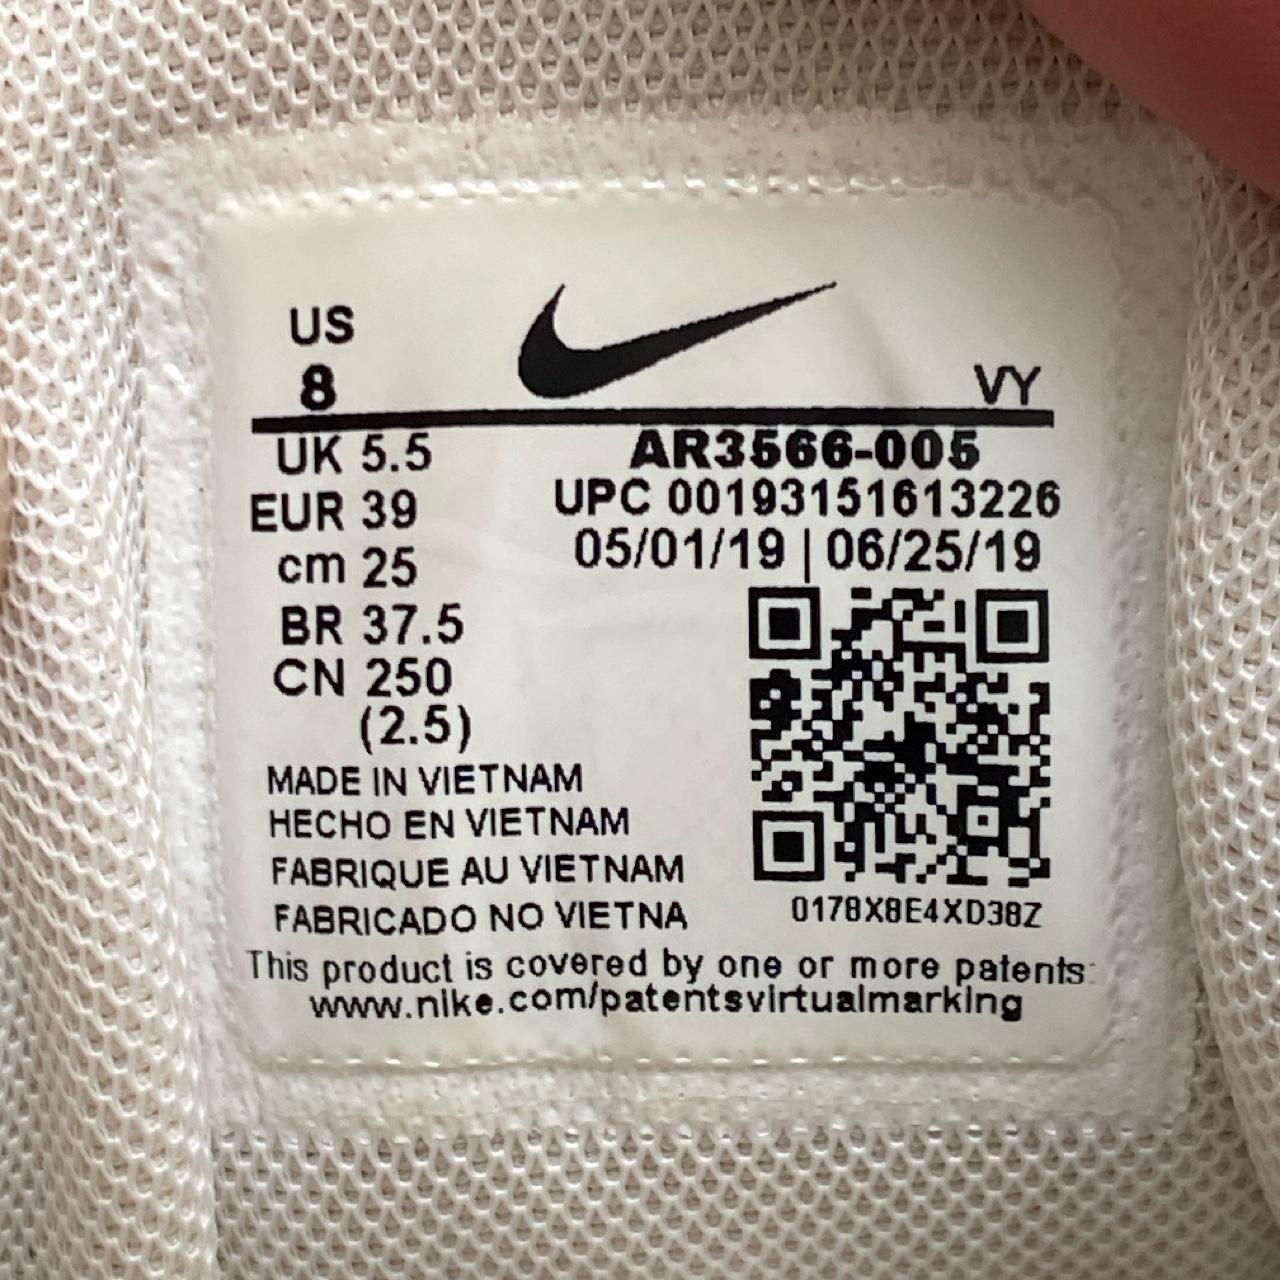 US
8
VY
UK 5.5
AR3566-005
EUR 39
UPC 00193151613226
cm 25
05/01/19 | 06/25/19
BR 37.5
CN 250
(2.5)
MADE IN VIETNAM
HECHO EN VIETNAM
FABRIQUE AU VIETNAM
FABRICADO NO VIETNA
0178X8E4XD38Z
This product is covered by one or more patents:
www.nike.com/patentsvirtualmarking